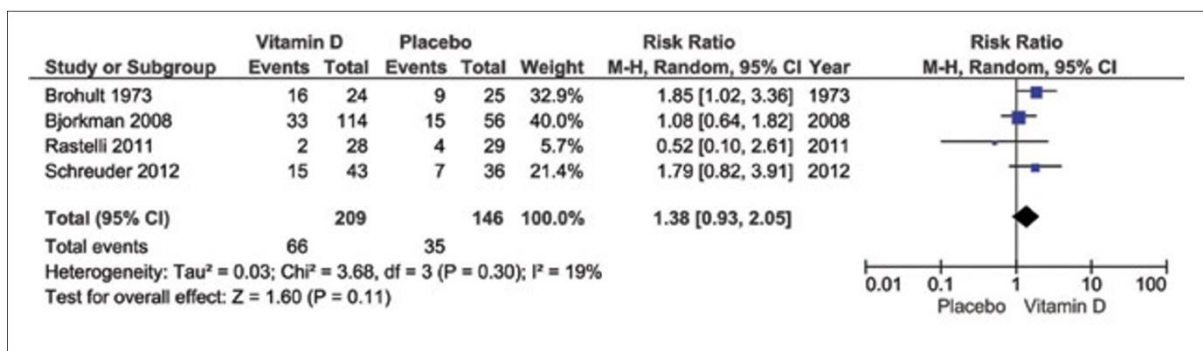 Vitamin D Placebo Risk Ratio Risk Ratio
Study or Subgroup Events Total Events Total Weight M-H, Random, 95% CI Year M-H, Random, 95% CI
Brohult 1973 16 24 9 25 32.9% 1.85 [1.02, 3.36] 1973
Bjorkman 2008 33 114 15 56 40.0% 1.08 [0.64, 1.82] 2008
Rastelli 2011 2 28 4 29 5.7% 0.52 [0.10, 2.61] 2011
Schreuder 2012 15 43 7 36 21.4% 1.79 [0.82, 3.91] 2012
Total (95% CI) 209 146 100.0% 1.38 [0.93, 2.05]
Total events 66 35
Heterogeneity: Tau² = 0.03; Chi² = 3.68, df = 3 (P = 0.30); I² = 19%
Test for overall effect: Z = 1.60 (P = 0.11)
0.01 0.1 1 10 100
Placebo Vitamin D